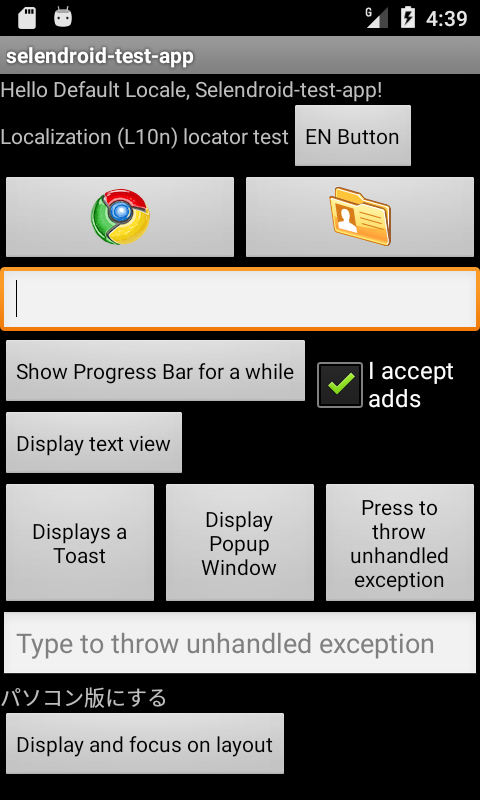 G
4:39
selendroid-test-app
Hello Default Locale, Selendroid-test-app!
Localization (L10n) locator test
EN Button
Show Progress Bar for a while
I accept
adds
Display text view
Displays a
Toast
Display
Popup
Window
Press to
throw
unhandled
exception
Type to throw unhandled exception
パソコン版にする
Display and focus on layout